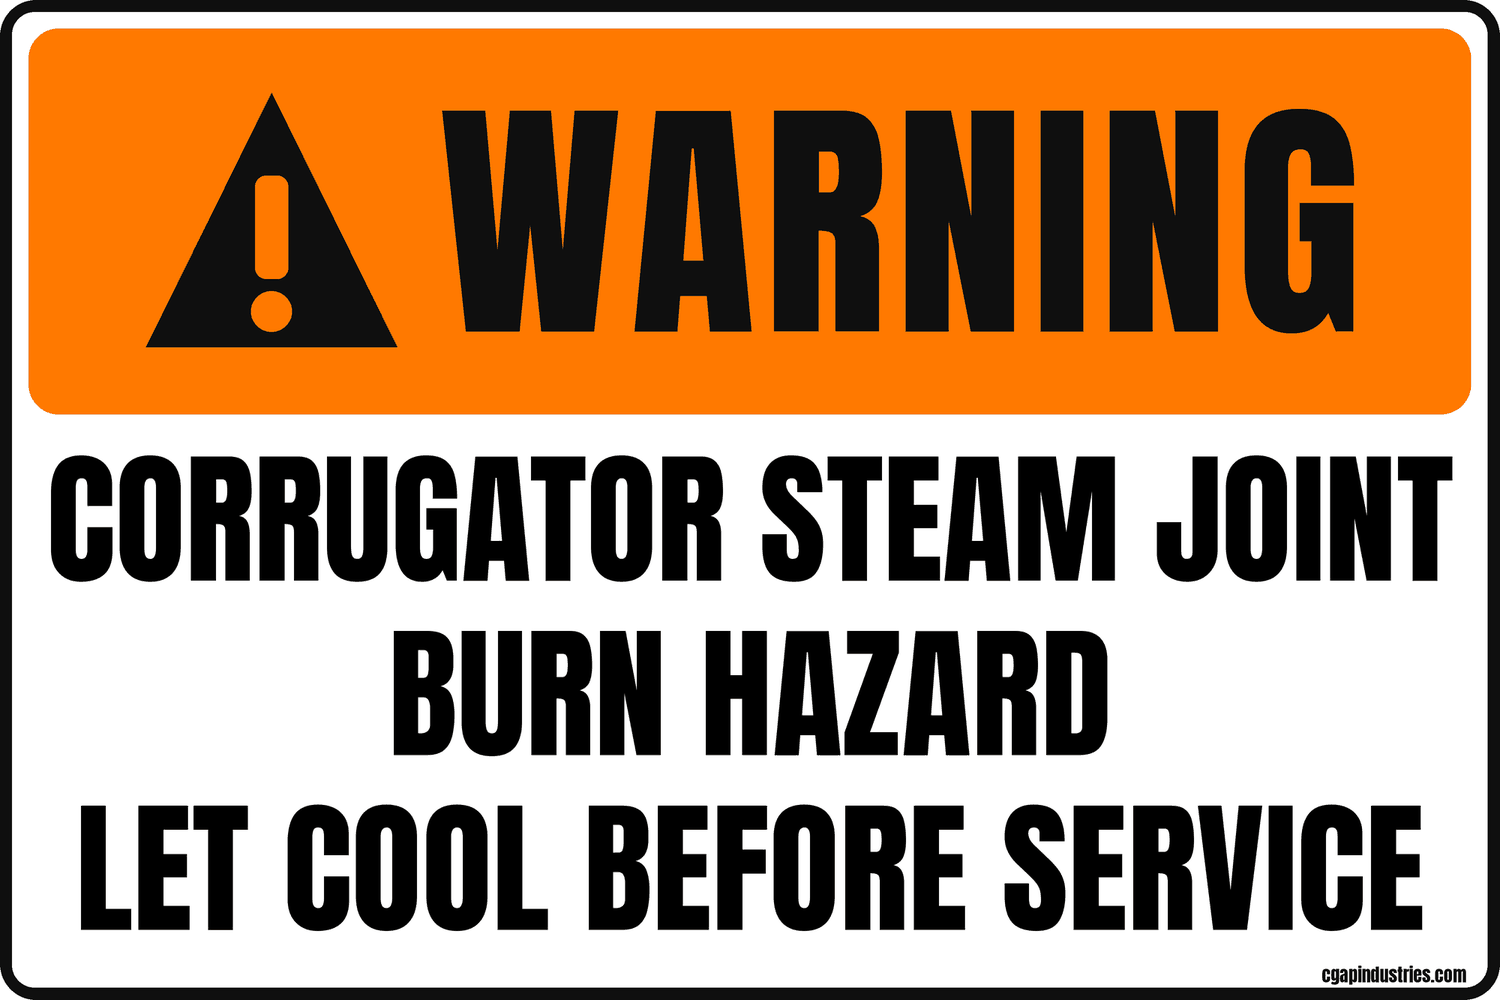 WARNING
CORRUGATOR STEAM JOINT
BURN HAZARD
LET COOL BEFORE SERVICE
cgapindustries.com